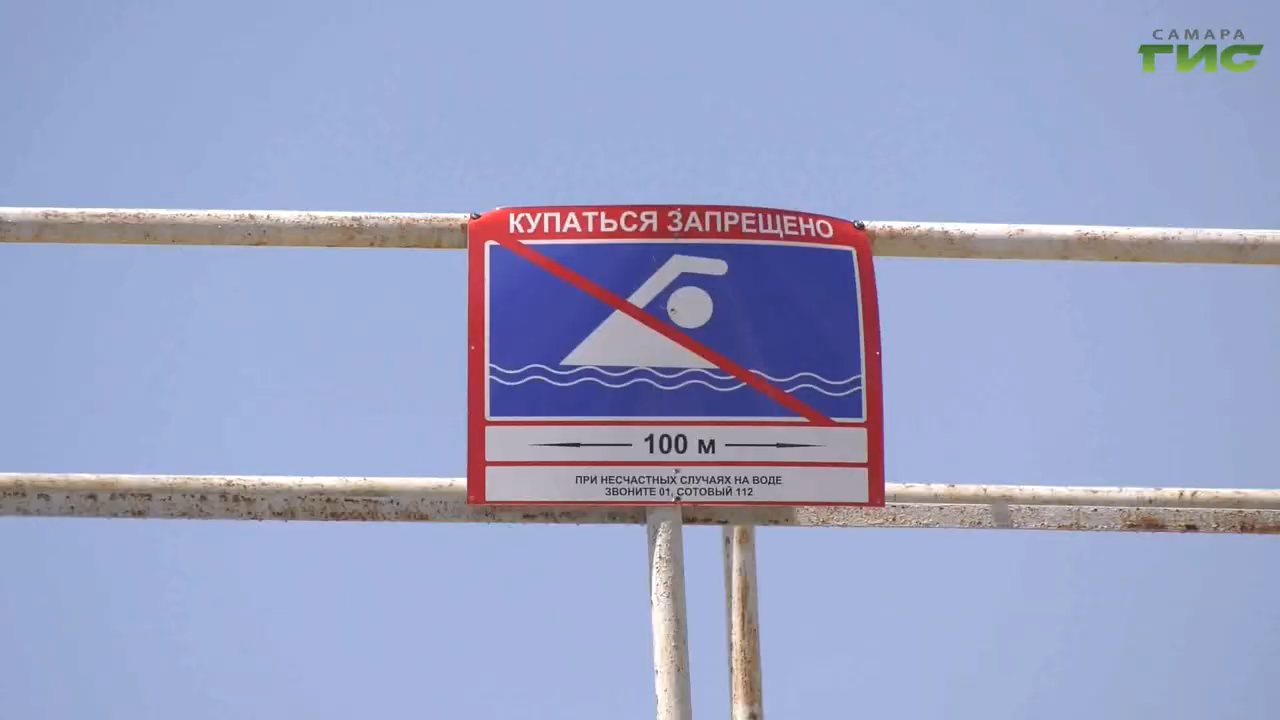 САМАРА
ГИС
КУПАТЬСЯ ЗАПРЕЩЕНО
100 м
ПРИ НЕСЧАСТНЫХ СЛУЧАЯХ НА ВОДЕ
ЗВОНИТЕ 01, СОТОВЫЙ 112